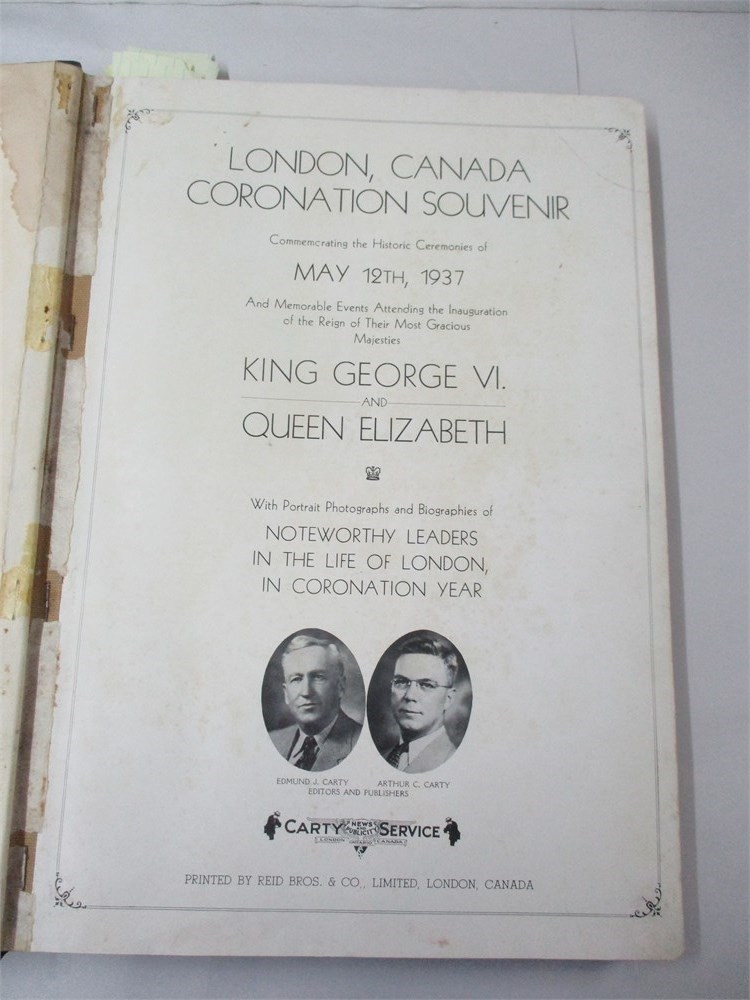 LONDON, CANADA
CORONATION SOUVENIR
Commemorating the Historic Ceremonies of
MAY 12TH, 1937
And Memorable Events Attending the Inauguration
of the Reign of Their Most Gracious
Majesties
KING GEORGE VI.
AND
QUEEN ELIZABETH
With Portrait Photographs and Biographies of
NOTEWORTHY LEADERS
IN THE LIFE OF LONDON,
IN CORONATION YEAR
EDMUND J. CARTY ARTHUR C. CARTY
EDITORS AND PUBLISHERS
CARTY NEWS PUBLICITY SERVICE
LONDON ONTARIO CANADA
PRINTED BY REID BROS. & CO., LIMITED, LONDON, CANADA